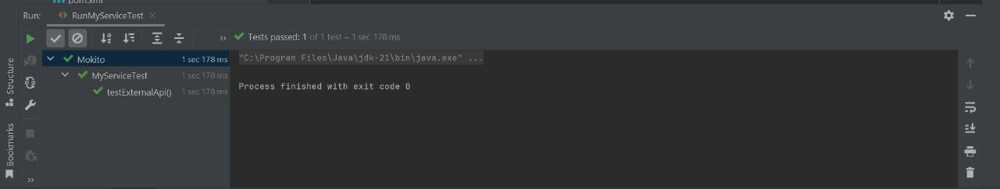 pom.xml
Run: RunMyServiceTest
Tests passed: 1 of 1 test – 1 sec 178 ms
Mokito 1 sec 178 ms
MyServiceTest 1 sec 178 ms
testExternalApi() 1 sec 178 ms
"C:\Program Files\Java\jdk-21\bin\java.exe" ...
Process finished with exit code 0
Structure
Bookmarks